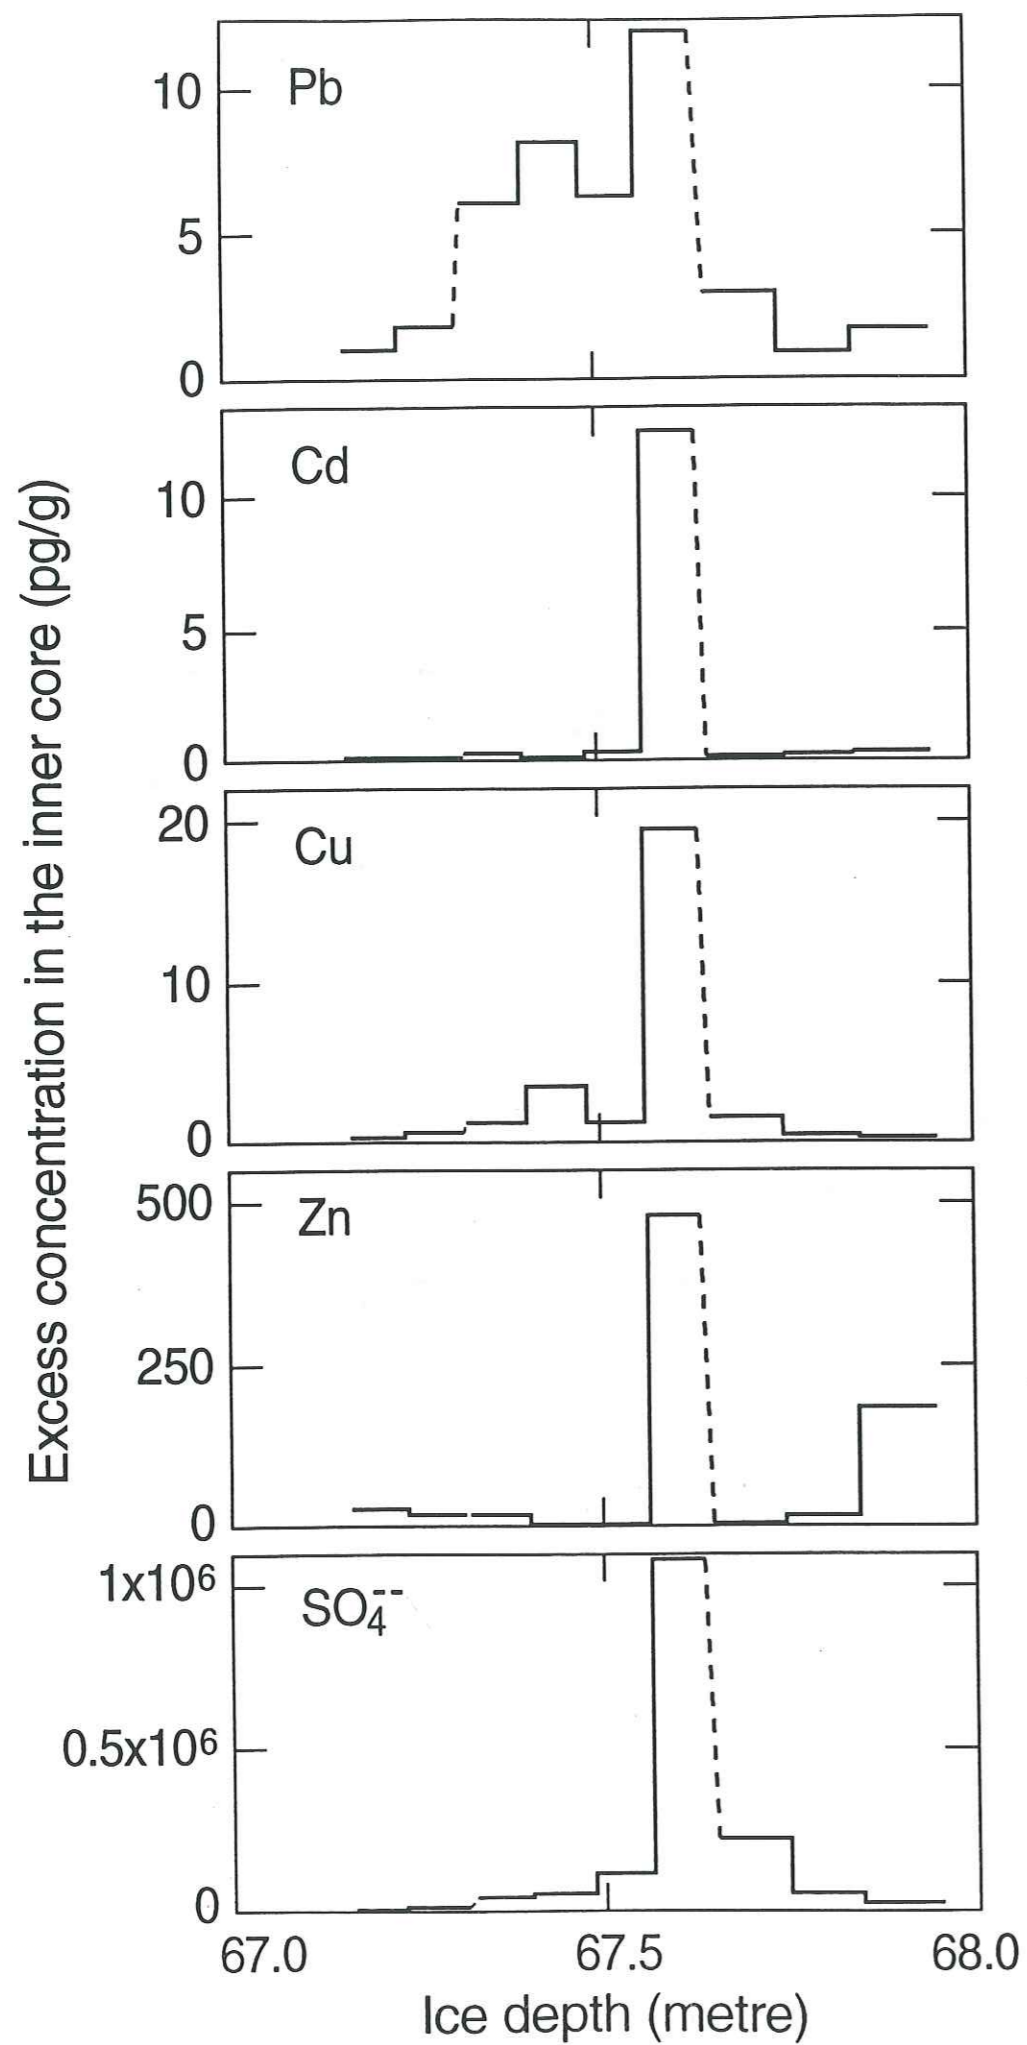 Excess concentration in the inner core (pg/g)
Pb
10
5
0
Cd
10
5
0
Cu
20
10
0
Zn
500
250
0
SO₄⁻⁻
1x10⁶
0.5x10⁶
0
67.0 67.5 68.0
Ice depth (metre)